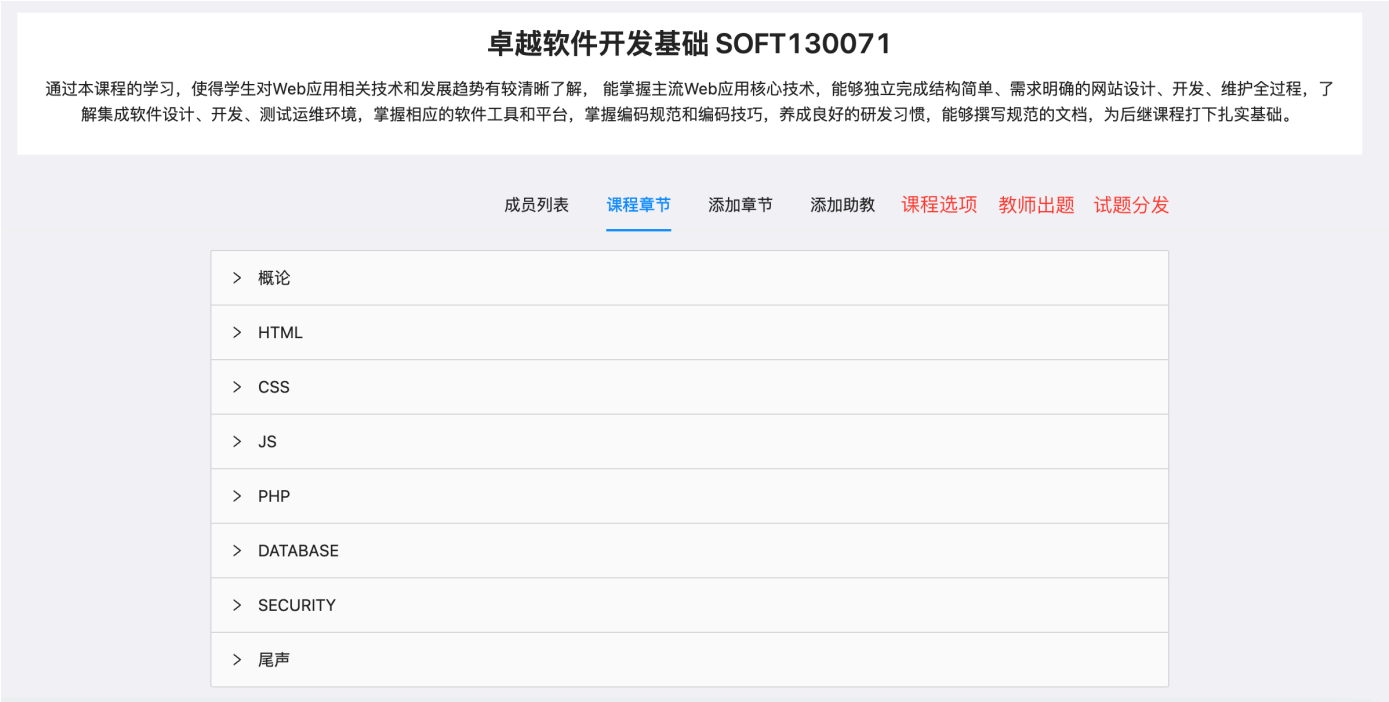 卓越软件开发基础 SOFT130071
通过本课程的学习，使得学生对Web应用相关技术和发展趋势有较清晰了解， 能掌握主流Web应用核心技术，能够独立完成结构简单、需求明确的网站设计、开发、维护全过程，了
解集成软件设计、开发、测试运维环境，掌握相应的软件工具和平台，掌握编码规范和编码技巧，养成良好的研发习惯，能够撰写规范的文档，为后继课程打下扎实基础。
成员列表 课程章节 添加章节 添加助教 课程选项 教师出题 试题分发
概论
HTML
CSS
JS
PHP
DATABASE
SECURITY
尾声